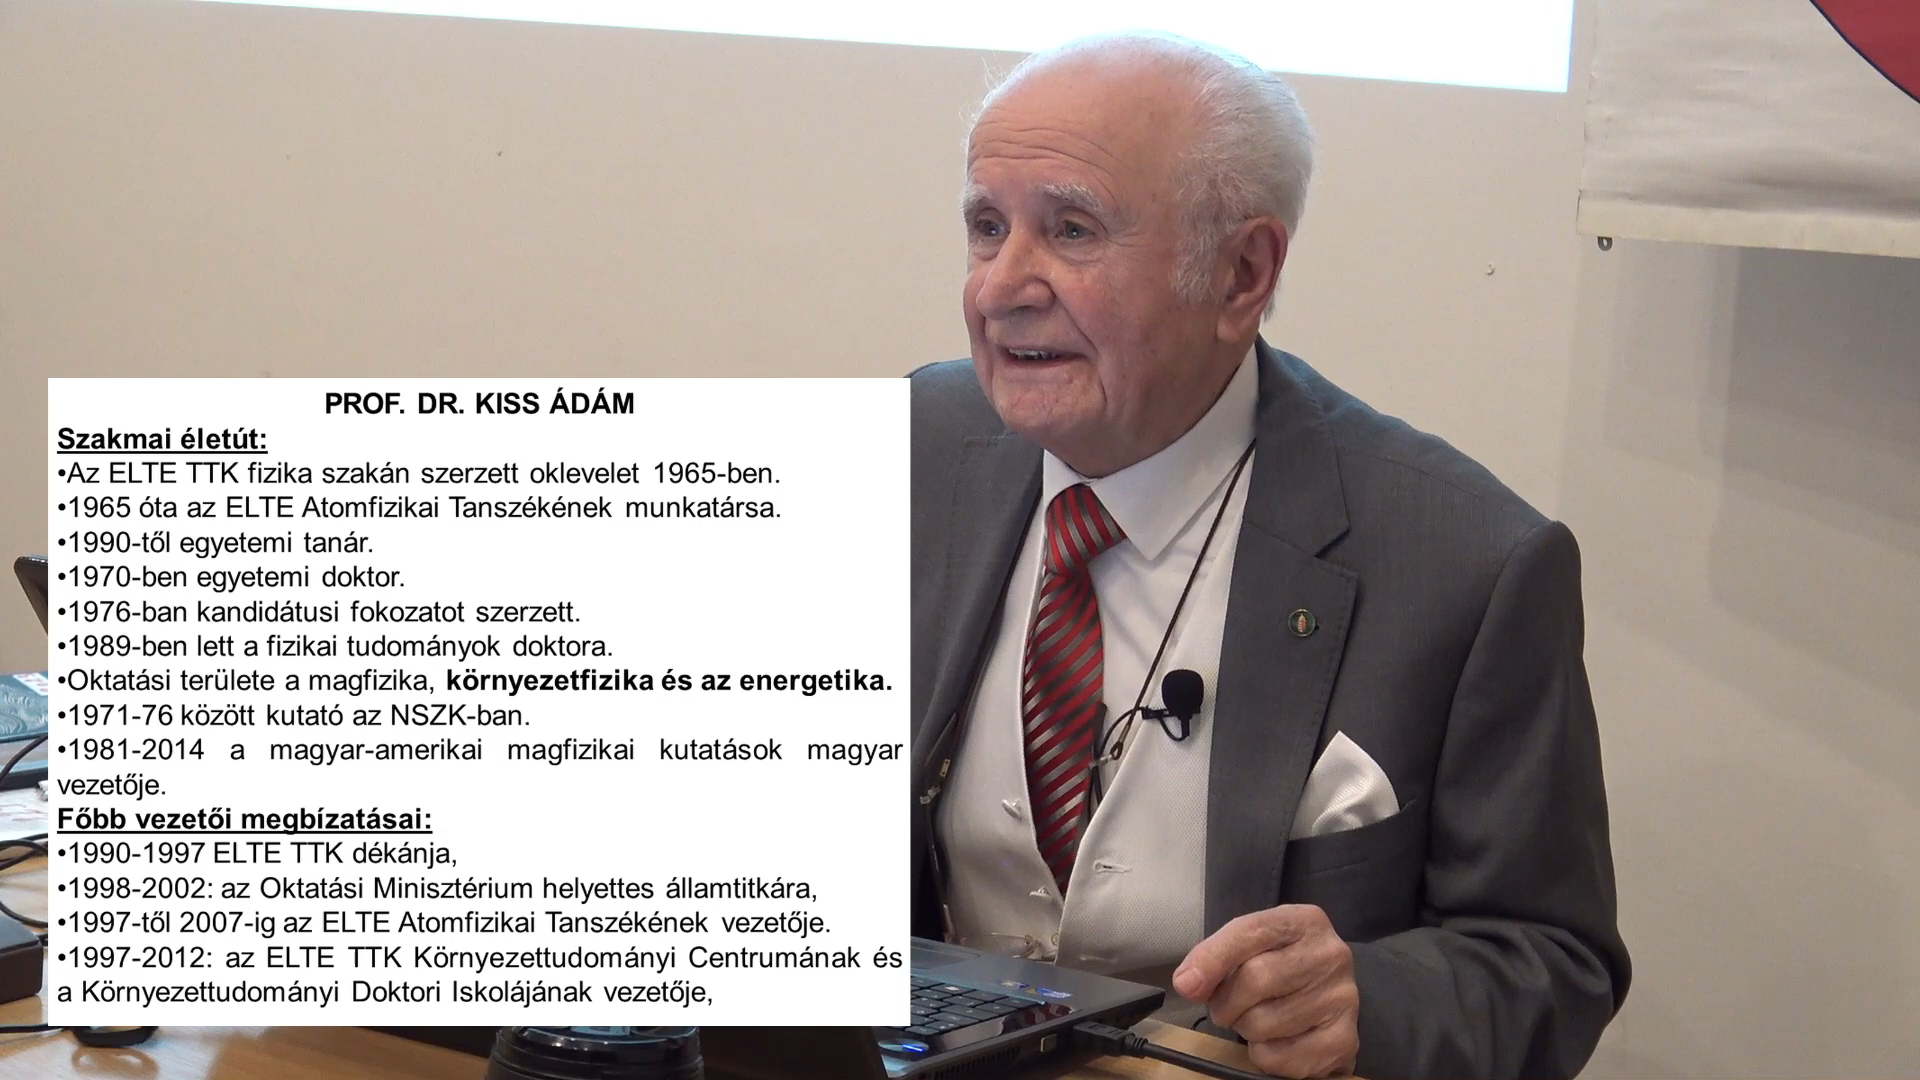 PROF. DR. KISS ÁDÁM
Szakmai életút:
•Az ELTE TTK fizika szakán szerzett oklevelet 1965-ben.
•1965 óta az ELTE Atomfizikai Tanszékének munkatársa.
•1990-től egyetemi tanár.
•1970-ben egyetemi doktor.
•1976-ban kandidátusi fokozatot szerzett.
•1989-ben lett a fizikai tudományok doktora.
•Oktatási területe a magfizika, környezetfizika és az energetika.
•1971-76 között kutató az NSZK-ban.
•1981-2014 a magyar-amerikai magfizikai kutatások magyar
vezetője.
Főbb vezetői megbízatásai:
•1990-1997 ELTE TTK dékánja,
•1998-2002: az Oktatási Minisztérium helyettes államtitkára,
•1997-től 2007-ig az ELTE Atomfizikai Tanszékének vezetője.
•1997-2012: az ELTE TTK Környezettudományi Centrumának és
a Környezettudományi Doktori Iskolájának vezetője,